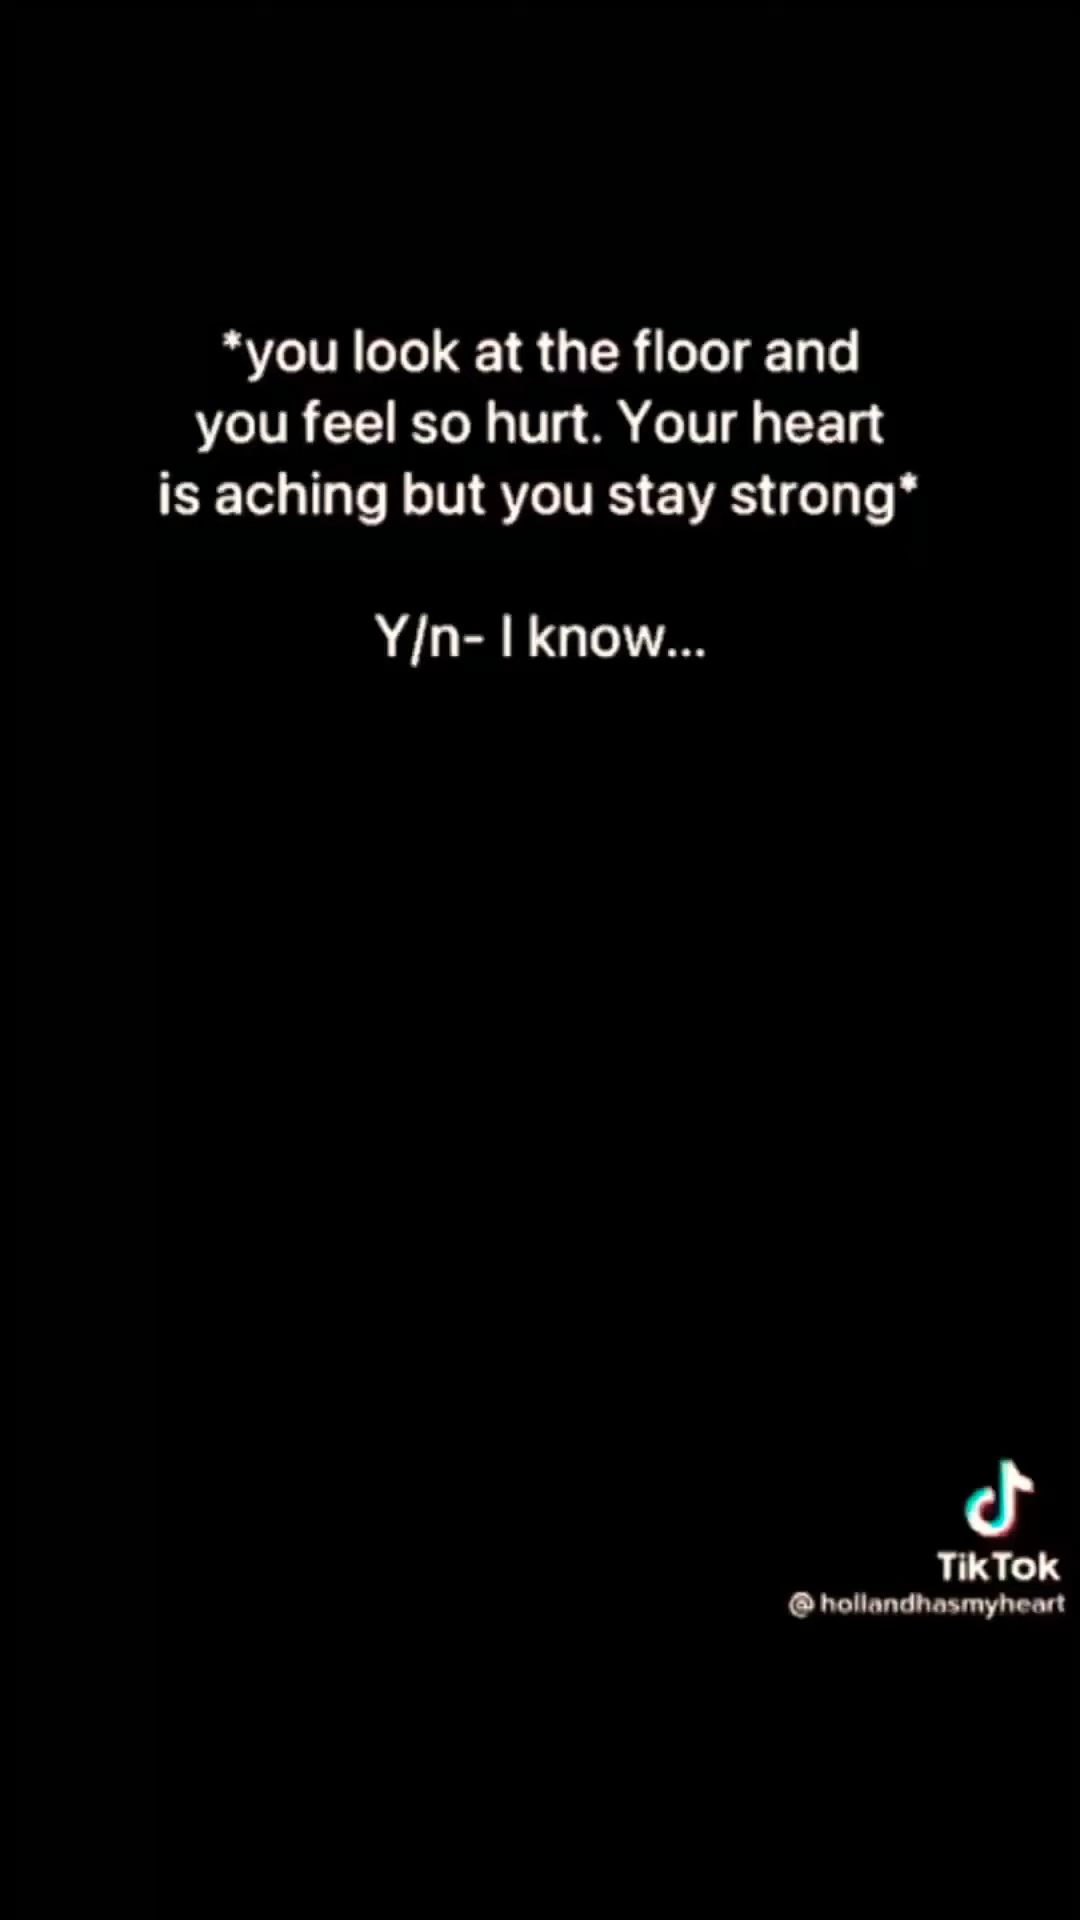 *you look at the floor and
you feel so hurt. Your heart
is aching but you stay strong*
Y/n- I know...
TikTok
@hollandhasmyheart